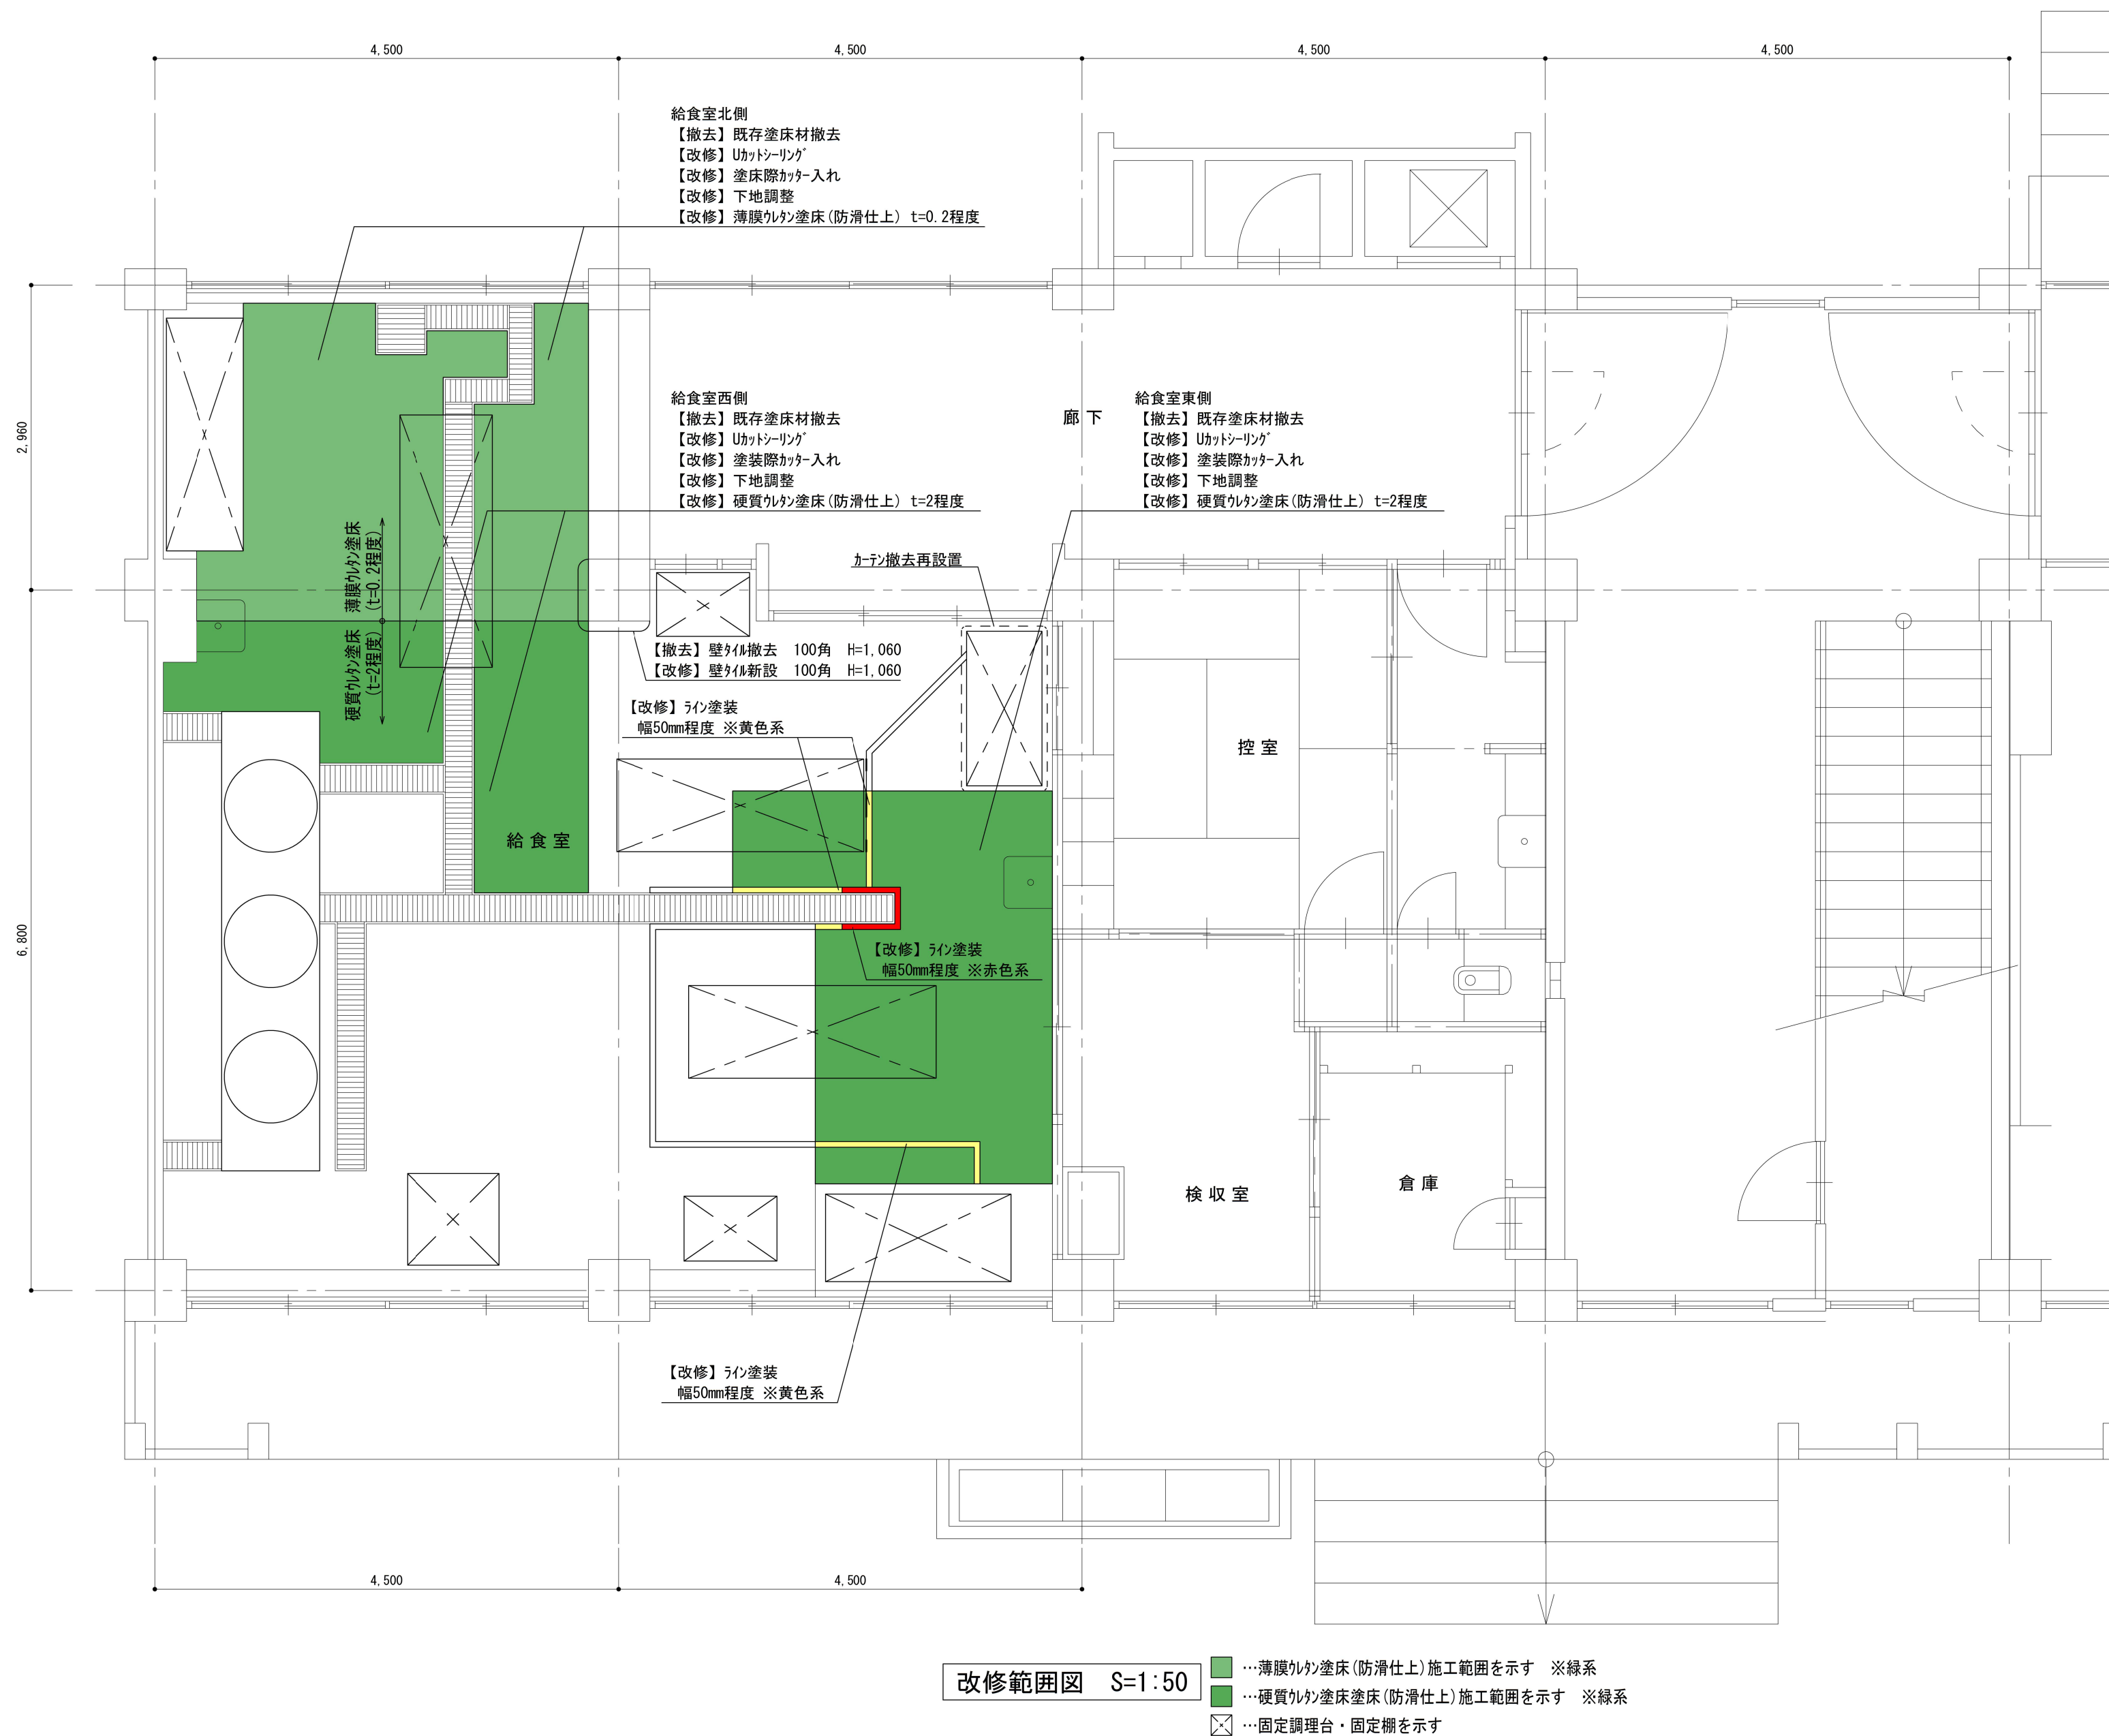 4,500
4,500
4,500
4,500
給食室北側
【撤去】既存塗床材撤去
【改修】Uｶｯﾄｼｰﾘﾝｸﾞ
【改修】塗床際ｶｯﾀｰ入れ
【改修】下地調整
【改修】薄膜ｳﾚﾀﾝ塗床(防滑仕上) t=0.2程度
2,960
給食室西側
【撤去】既存塗床材撤去
【改修】Uｶｯﾄｼｰﾘﾝｸﾞ
【改修】塗装際ｶｯﾀｰ入れ
【改修】下地調整
【改修】硬質ｳﾚﾀﾝ塗床(防滑仕上) t=2程度
廊下
給食室東側
【撤去】既存塗床材撤去
【改修】Uｶｯﾄｼｰﾘﾝｸﾞ
【改修】塗装際ｶｯﾀｰ入れ
【改修】下地調整
【改修】硬質ｳﾚﾀﾝ塗床(防滑仕上) t=2程度
薄膜ｳﾚﾀﾝ塗床
(t=0.2程度)
硬質ｳﾚﾀﾝ塗床
(t=2程度)
ｶｰﾃﾝ撤去再設置
【撤去】壁ﾀｲﾙ撤去　100角　H=1,060
【改修】壁ﾀｲﾙ新設　100角　H=1,060
【改修】ﾗｲﾝ塗装
幅50mm程度 ※黄色系
控室
給食室
6,800
【改修】ﾗｲﾝ塗装
幅50mm程度 ※赤色系
検収室
倉庫
【改修】ﾗｲﾝ塗装
幅50mm程度 ※黄色系
4,500
4,500
改修範囲図　S=1:50
…薄膜ｳﾚﾀﾝ塗床(防滑仕上)施工範囲を示す　※緑系
…硬質ｳﾚﾀﾝ塗床塗床(防滑仕上)施工範囲を示す　※緑系
…固定調理台・固定棚を示す